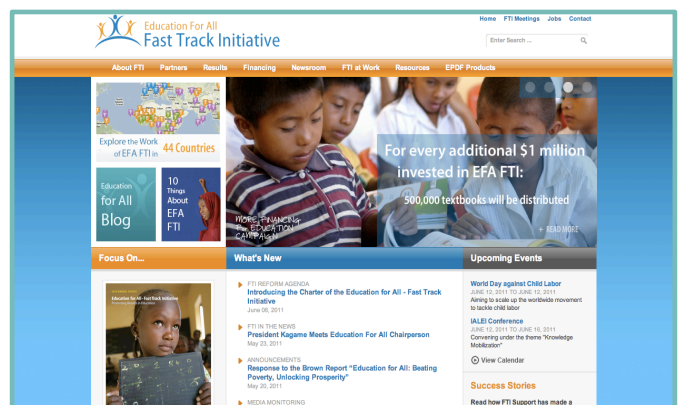 Home FTI Meetings Jobs Contact
Education For All
Fast Track Initiative
Enter Search ...
About FTI Partners Results Financing Newsroom FTI at Work Resources EPDF Products
Explore the Work
of EFA FTI in 44 Countries
Education
for All
Blog
10
Things
About
EFA
FTI
MORE FINANCING
FOR EDUCATION
CAMPAIGN
For every additional $1 million
invested in EFA FTI:
500,000 textbooks will be distributed
+ READ MORE
Focus On...
Education for All - Fast Track Initiative
What's New
FTI REFORM AGENDA
Introducing the Charter of the Education for All - Fast Track
Initiative
June 06, 2011
FTI IN THE NEWS
President Kagame Meets Education For All Chairperson
May 23, 2011
ANNOUNCEMENTS
Response to the Brown Report "Education for All: Beating
Poverty, Unlocking Prosperity"
May 20, 2011
MEDIA MONITORING
Upcoming Events
World Day against Child Labor
JUNE 12, 2011 TO JUNE 12, 2011
Aiming to scale up the worldwide movement
to tackle child labor
IALEI Conference
JUNE 12, 2011 TO JUNE 16, 2011
Convening under the theme "Knowledge
Mobilization"
View Calendar
Success Stories
Read how FTI Support has made a